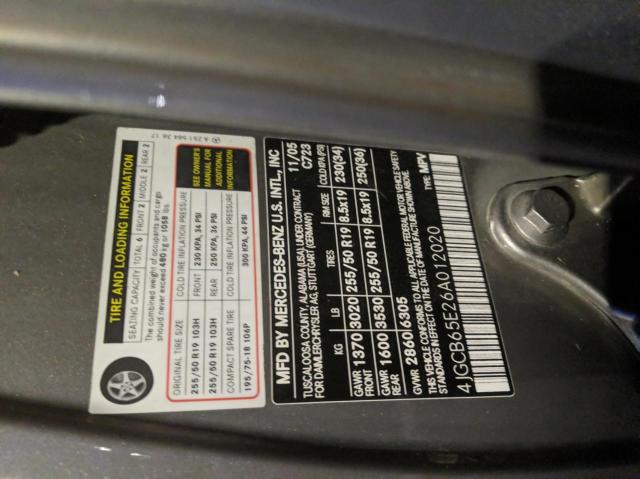 A 251 584 26 17
TIRE AND LOADING INFORMATION
SEATING CAPACITY TOTAL 6 FRONT 2 MIDDLE 2 REAR 2
The combined weight of occupants and cargo
should never exceed 480 kg or 1058 lbs.
ORIGINAL TIRE SIZE COLD TIRE INFLATION PRESSURE
255/50 R19 103H FRONT 230 KPA, 34 PSI
255/50 R19 103H REAR 250 KPA, 36 PSI
COMPACT SPARE TIRE COLD TIRE INFLATION PRESSURE
195/75-18 106P 300 KPA, 44 PSI
SEE OWNER'S
MANUAL FOR
ADDITIONAL
INFORMATION
MFD BY MERCEDES-BENZ U.S. INTL., INC 11/05
TUSCALOOSA COUNTY, ALABAMA (USA) UNDER CONTRACT C723
FOR DAIMLERCHRYSLER AG, STUTTGART (GERMANY)
KG LB TIRES RIM SIZE COLD KPA (PSI)
GAWR 1370 3020 255/50 R19 8.5x19 230(34)
FRONT
GAWR 1600 3530 255/50 R19 8.5x19 250(36)
REAR
GVWR 2860 6305
THIS VEHICLE CONFORMS TO ALL APPLICABLE FEDERAL MOTOR VEHICLE SAFETY
STANDARDS IN EFFECT ON THE DATE OF MANUFACTURE SHOWN ABOVE.
4JGCB65E26A012020 TYPE: MPV